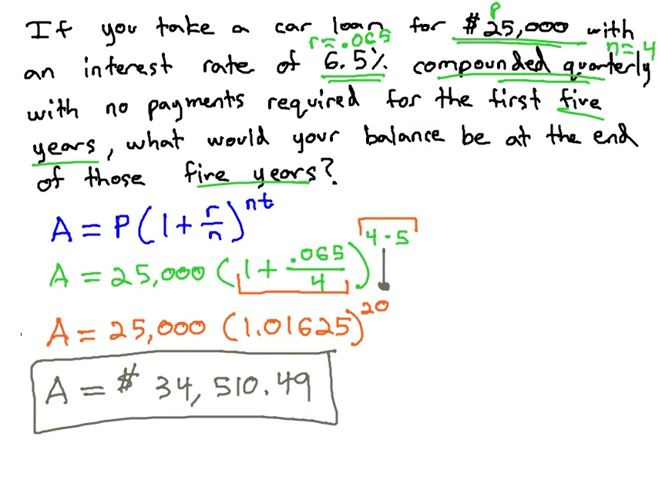 If you take a car loan for $25,000 with
P
r=.065
n=4
an interest rate of 6.5% compounded quarterly
with no payments required for the first five
years, what would your balance be at the end
of those five years?
A = P(1 + r/n)^nt
A = 25,000 (1 + .065/4)^4·5
A = 25,000 (1.01625)^20
A = $ 34,510.49